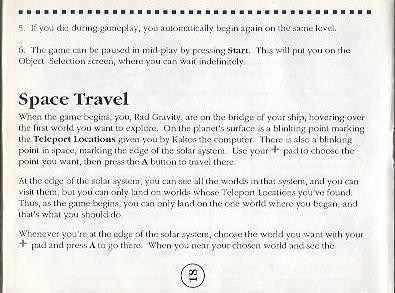 5. If you die during gameplay, you automatically begin again on the same level.
6. The game can be paused in mid-play by pressing Start. This will put you on the
Object Selection screen, where you can wait indefinitely.
Space Travel
When the game begins, you, Rad Gravity, are on the bridge of your ship, hovering over
the first world you want to explore. On the planet's surface is a blinking point marking
the Teleport Locations given you by Kakos the computer. There is also a blinking
point in space, marking the edge of the solar system. Use your ✚ pad to choose the
point you want, then press the A button to travel there.
At the edge of the solar system, you can see all the worlds in that system, and you can
visit them, but you can only land on worlds whose Teleport Locations you've found.
Thus, as the game begins, you can only land on the one world where you began, and
that's what you should do.
Whenever you're at the edge of the solar system, choose the world you want with your
✚ pad and press A to go there. When you near your chosen world and see the
18